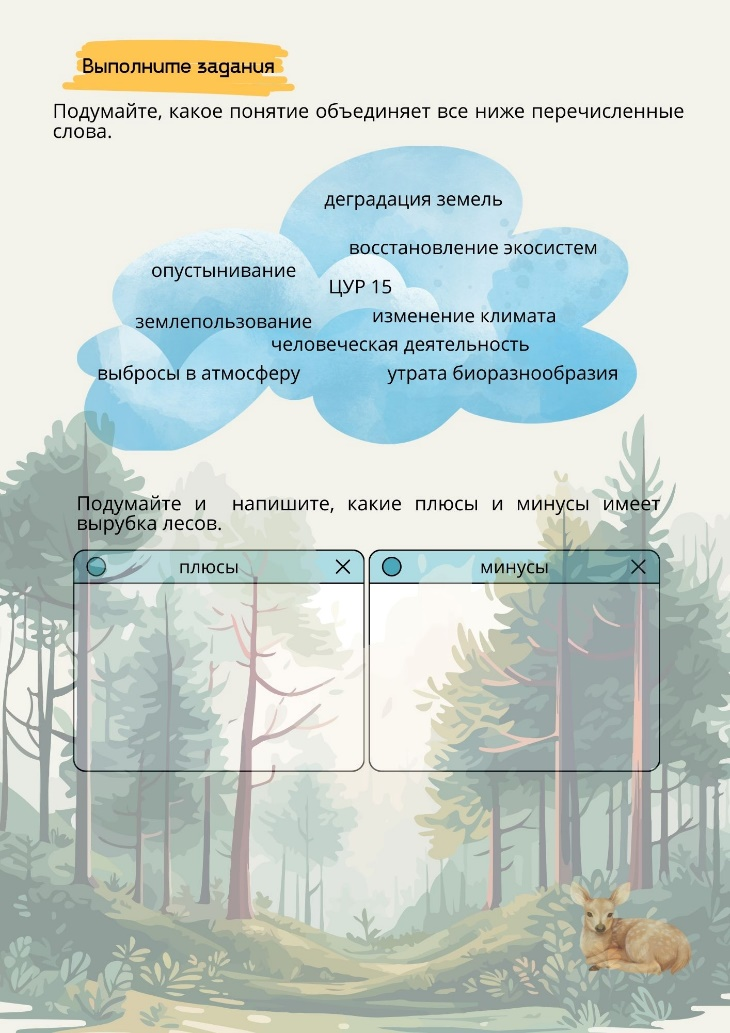 Выполните задания
Подумайте, какое понятие объединяет все ниже перечисленные
слова.
деградация земель
восстановление экосистем
опустынивание
ЦУР 15
изменение климата
землепользование
человеческая деятельность
выбросы в атмосферу
утрата биоразнообразия
Подумайте и напишите, какие плюсы и минусы имеет
вырубка лесов.
плюсы
минусы